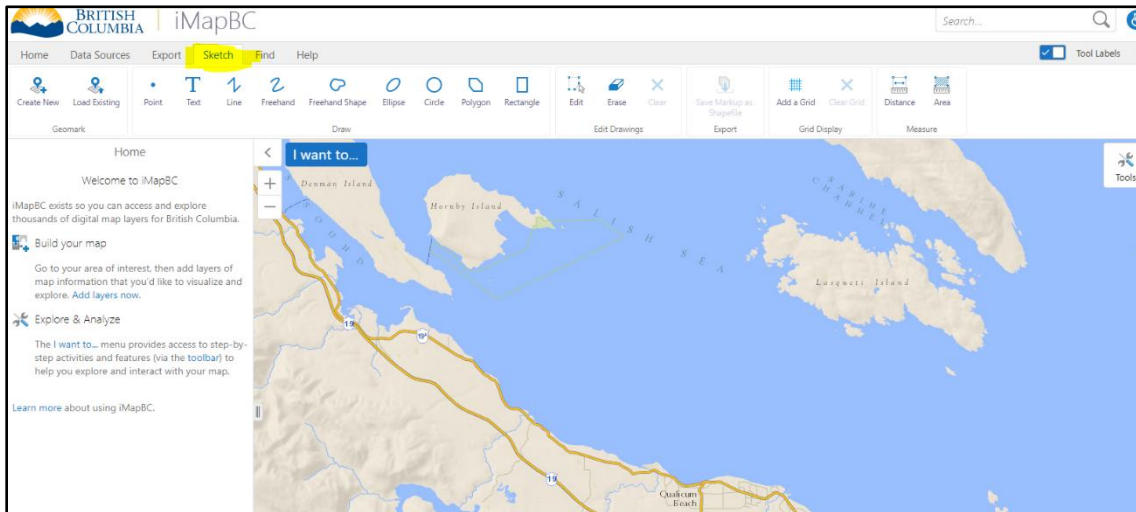 BRITISH
COLUMBIA
iMapBC
Search...
Home Data Sources Export Sketch Find Help
Tool Labels
Create New Load Existing Point Text Line Freehand Freehand Shape Ellipse Circle Polygon Rectangle Edit Erase Clear Save Markup as Shapefile Add a Grid Clear Grid Distance Area
Geomark Draw Edit Drawings Export Grid Display Measure
Home
I want to...
Tools
Welcome to iMapBC
iMapBC exists so you can access and explore
thousands of digital map layers for British Columbia.
Build your map
Go to your area of interest, then add layers of
map information that you'd like to visualize and
explore. Add layers now.
Explore & Analyze
The I want to... menu provides access to step-by-
step activities and features (via the toolbar) to
help you explore and interact with your map.
Learn more about using iMapBC.
Denman Island
Hornby Island
SALISH SEA
SABINE
CHANNEL
Lasqueti Island
19
19A
19
Qualicum
Beach